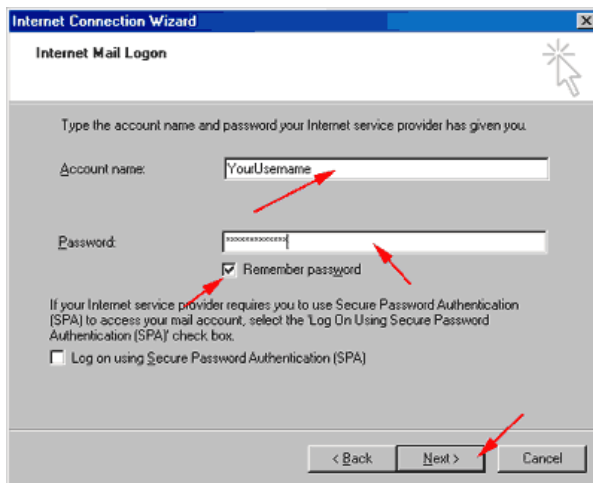 Internet Connection Wizard
Internet Mail Logon
Type the account name and password your Internet service provider has given you.
Account name:
YourUsername
Password:
*************
Remember password
If your Internet service provider requires you to use Secure Password Authentication
(SPA) to access your mail account, select the 'Log On Using Secure Password
Authentication (SPA)' check box.
Log on using Secure Password Authentication (SPA)
< Back
Next >
Cancel